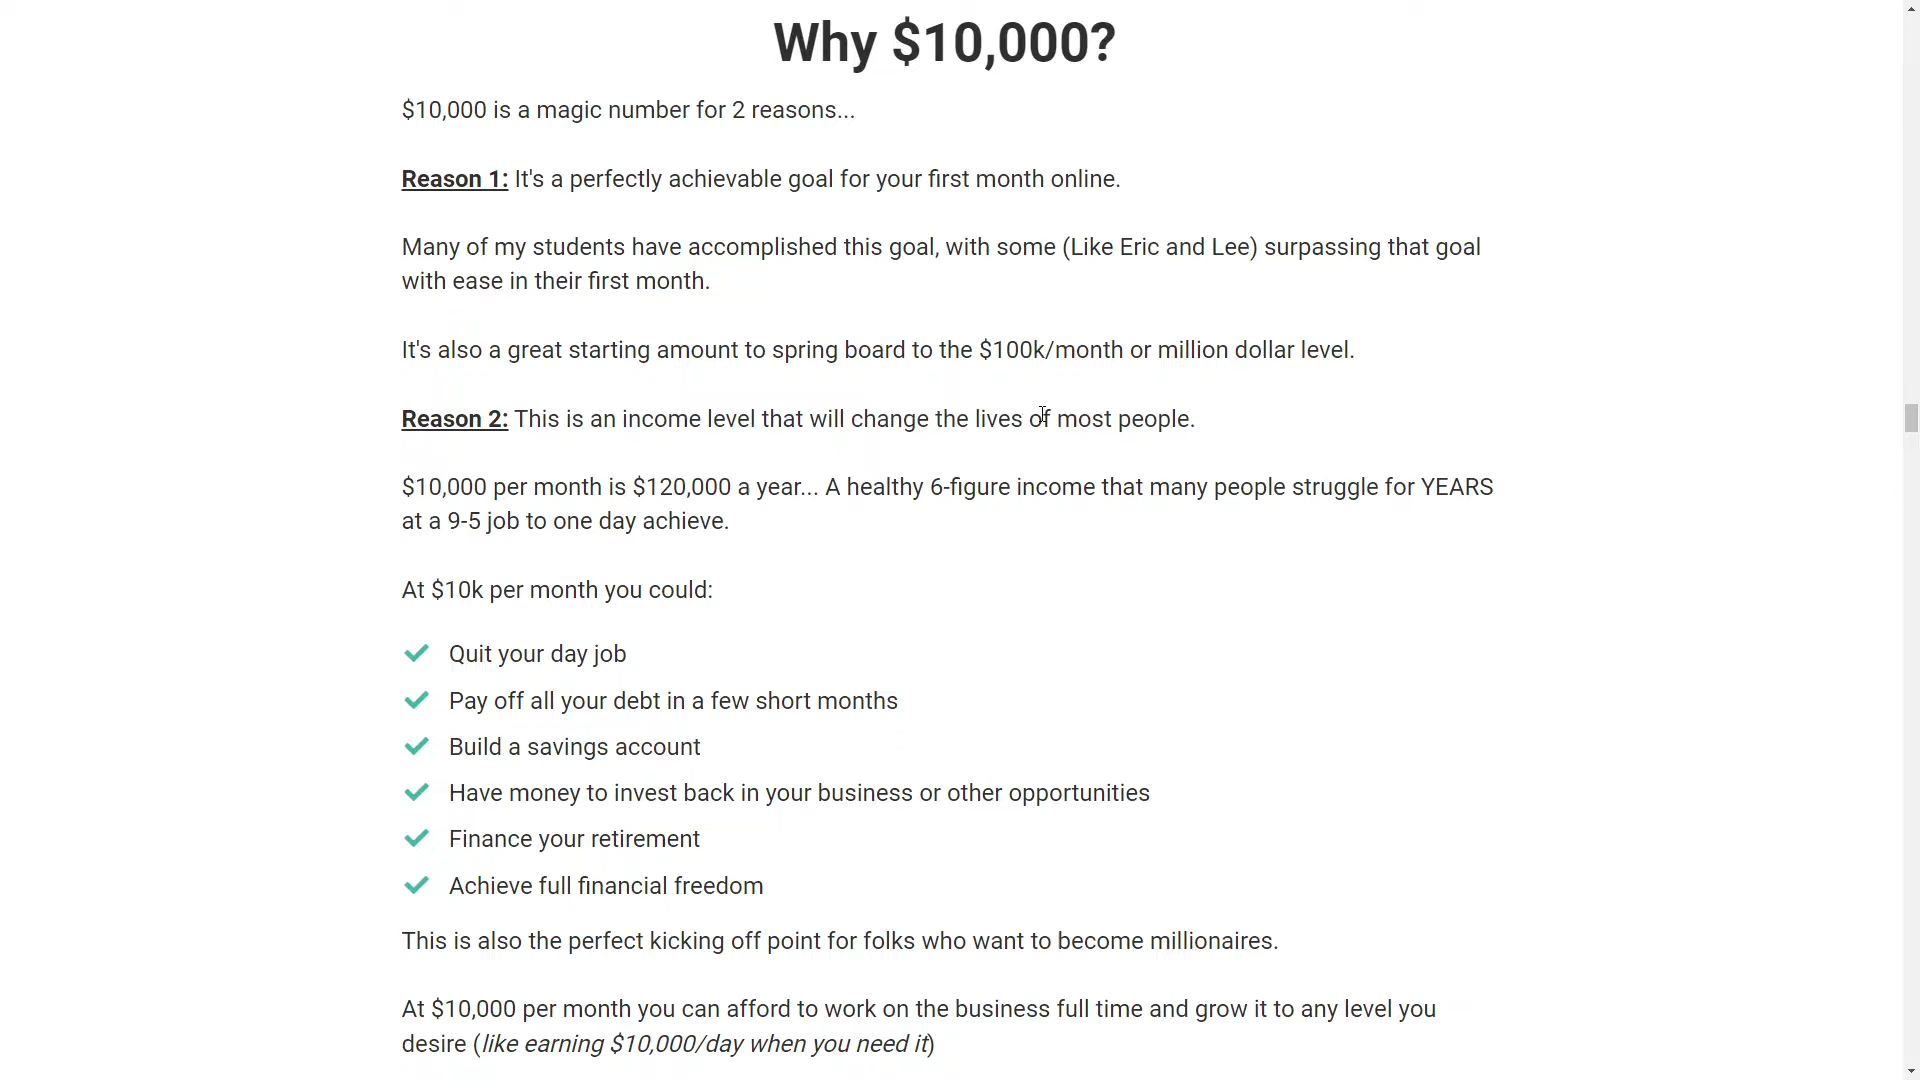 Why $10,000?
$10,000 is a magic number for 2 reasons...
Reason 1: It's a perfectly achievable goal for your first month online.
Many of my students have accomplished this goal, with some (Like Eric and Lee) surpassing that goal
with ease in their first month.
It's also a great starting amount to spring board to the $100k/month or million dollar level.
Reason 2: This is an income level that will change the lives of most people.
$10,000 per month is $120,000 a year... A healthy 6-figure income that many people struggle for YEARS
at a 9-5 job to one day achieve.
At $10k per month you could:
Quit your day job
Pay off all your debt in a few short months
Build a savings account
Have money to invest back in your business or other opportunities
Finance your retirement
Achieve full financial freedom
This is also the perfect kicking off point for folks who want to become millionaires.
At $10,000 per month you can afford to work on the business full time and grow it to any level you
desire (like earning $10,000/day when you need it)